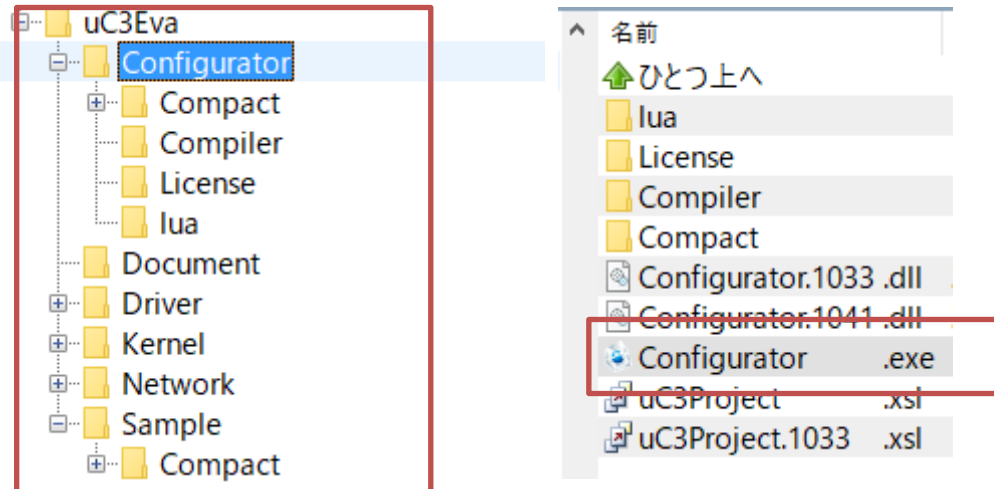 uC3Eva
Configurator
Compact
Compiler
License
lua
Document
Driver
Kernel
Network
Sample
Compact
名前
ひとつ上へ
lua
License
Compiler
Compact
Configurator.1033 .dll
Configurator.1041 .dll
Configurator .exe
uC3Project .xsl
uC3Project.1033 .xsl